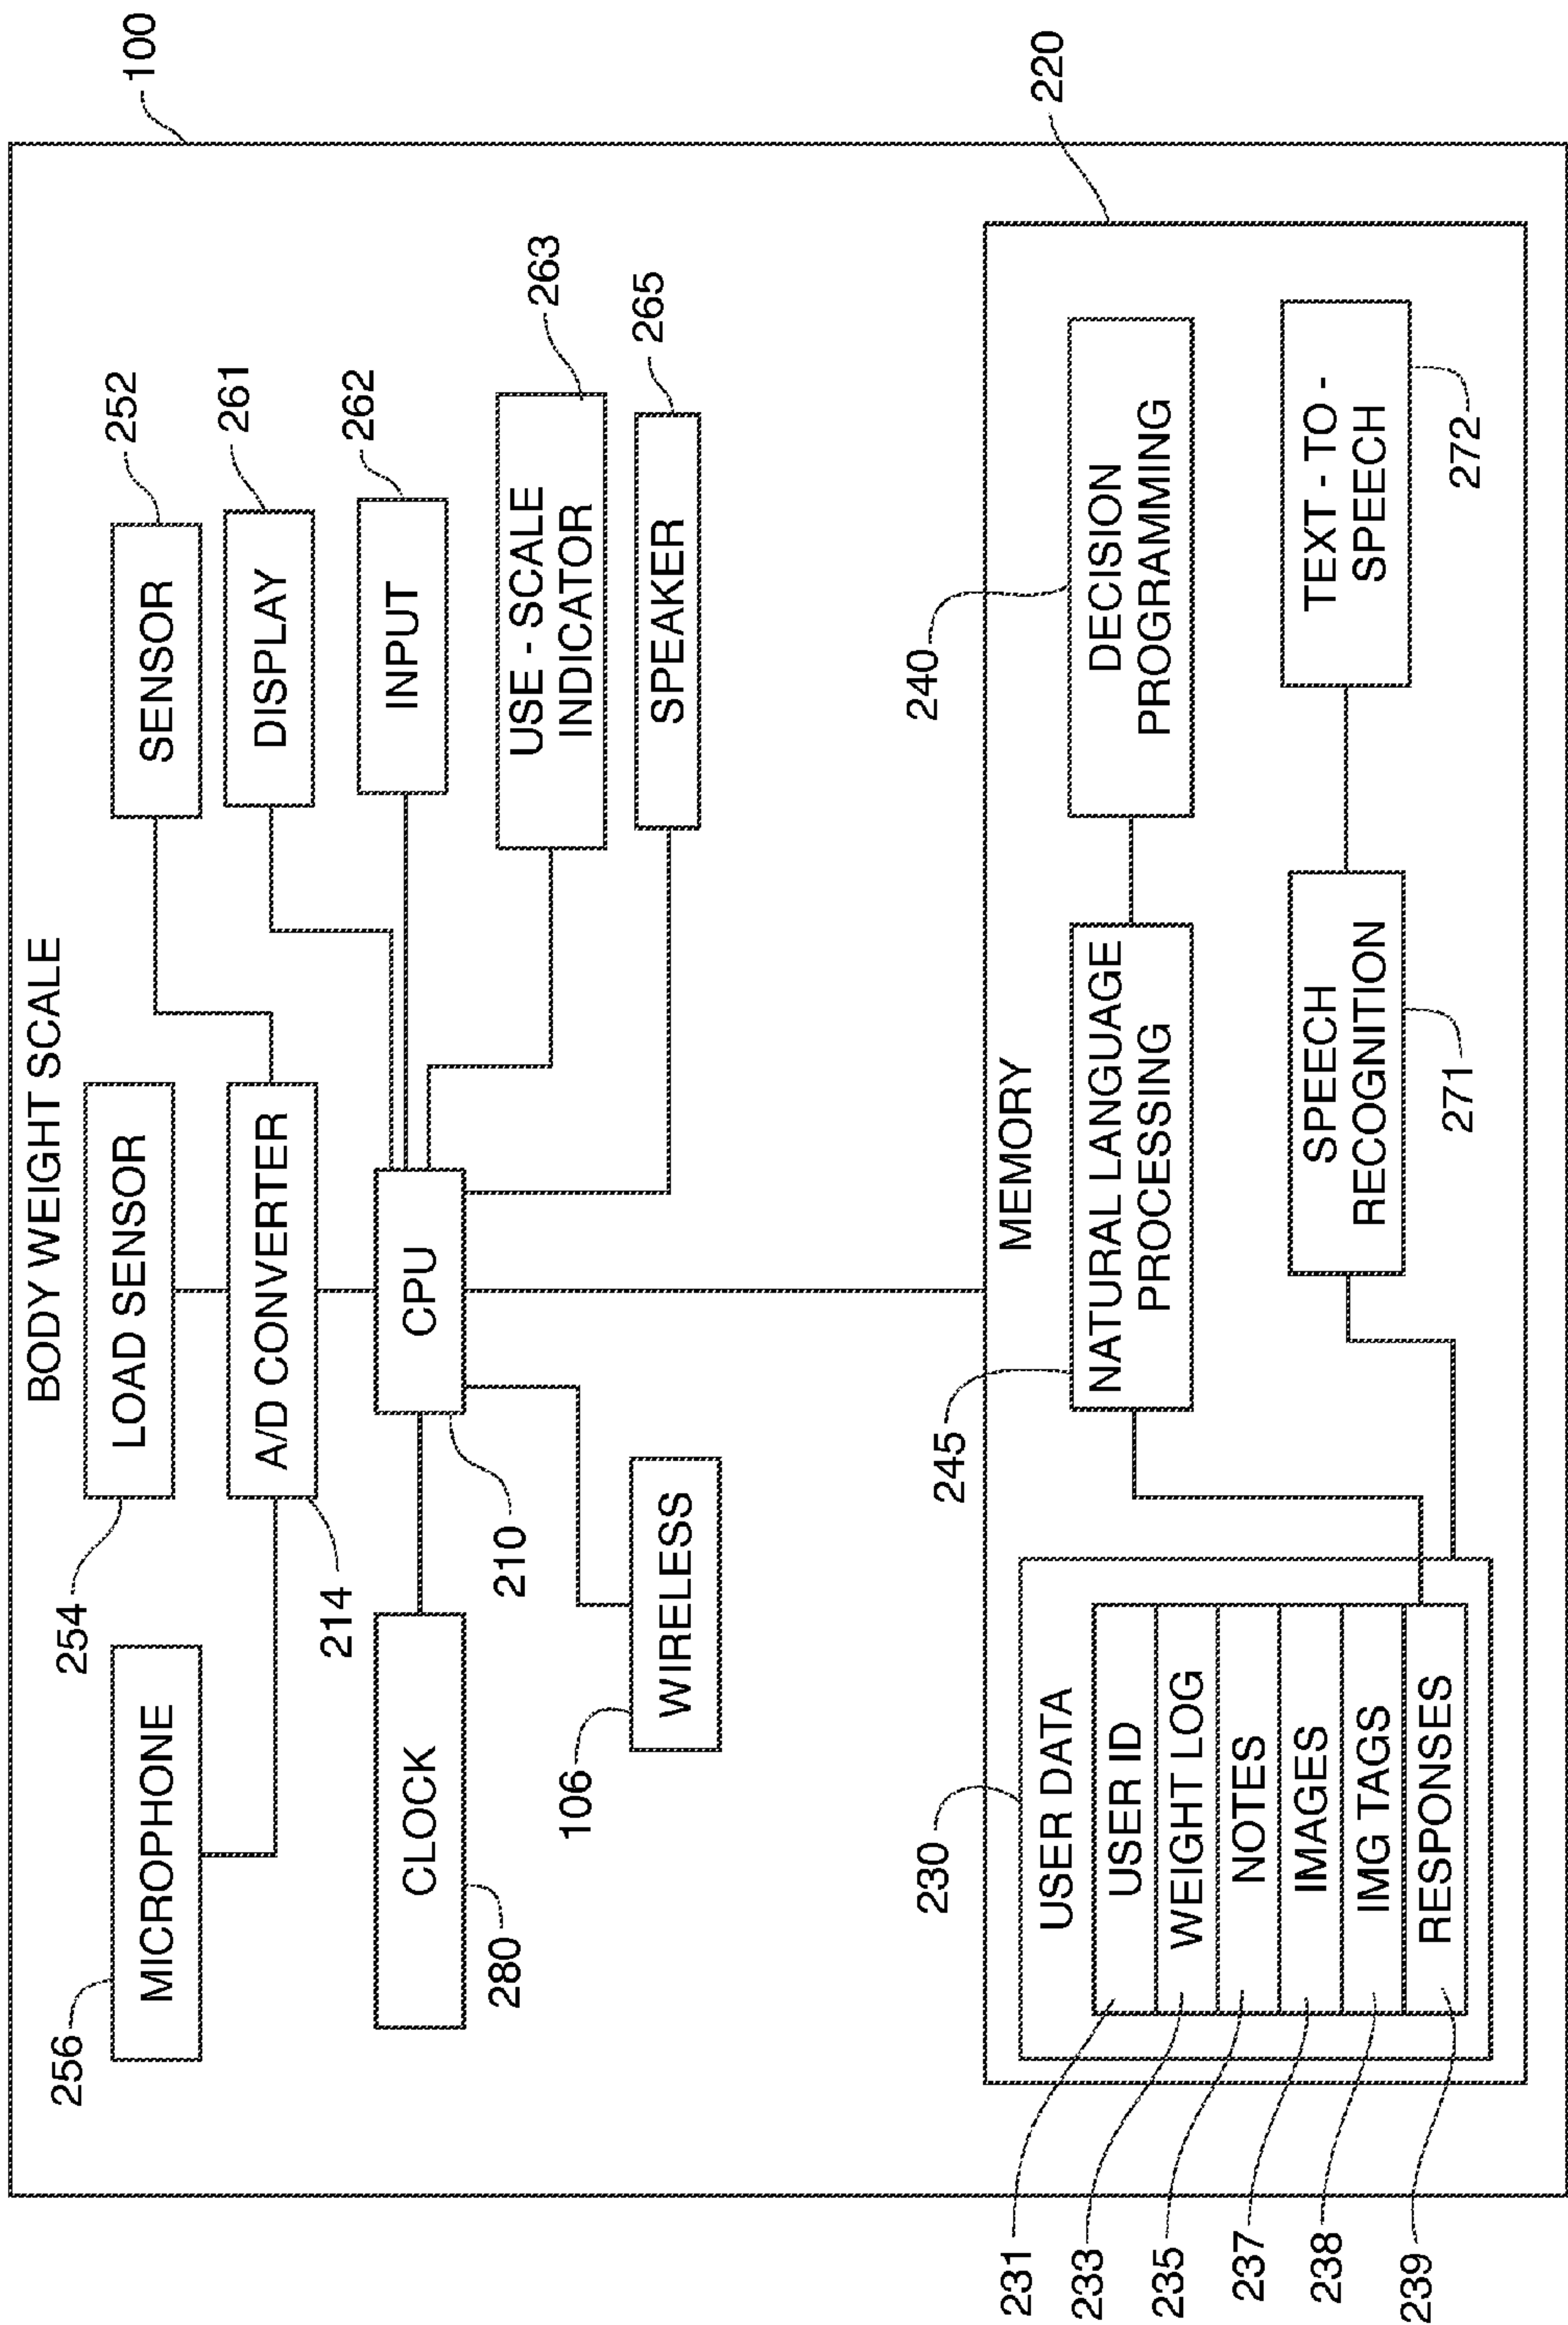 100
BODY WEIGHT SCALE
256
MICROPHONE
254
LOAD SENSOR
SENSOR
252
214
A/D CONVERTER
DISPLAY
261
280
CLOCK
210
CPU
INPUT
262
USE - SCALE
INDICATOR
263
106
WIRELESS
SPEAKER
265
MEMORY
220
230
USER DATA
231
USER ID
233
WEIGHT LOG
235
NOTES
237
IMAGES
238
IMG TAGS
239
RESPONSES
245
NATURAL LANGUAGE
PROCESSING
240
DECISION
PROGRAMMING
SPEECH
RECOGNITION
271
TEXT - TO -
SPEECH
272